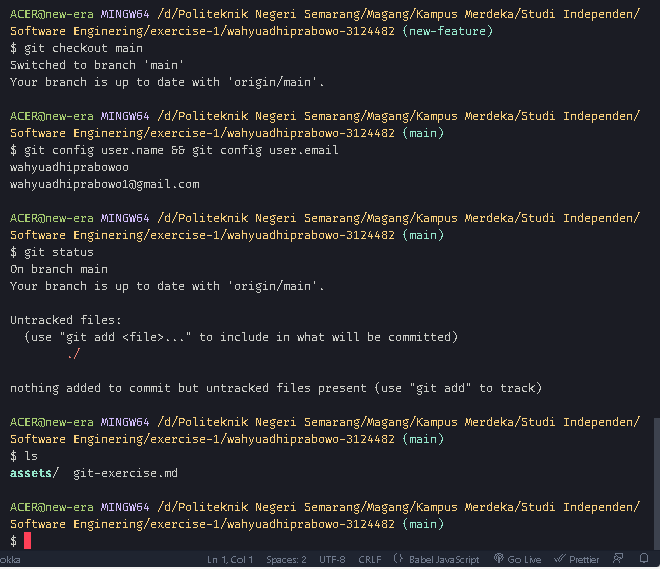 ACER@new-era MINGW64 /d/Politeknik Negeri Semarang/Magang/Kampus Merdeka/Studi Independen/
Software Enginering/exercise-1/wahyuadhiprabowo-3124482 (new-feature)
$ git checkout main
Switched to branch 'main'
Your branch is up to date with 'origin/main'.
ACER@new-era MINGW64 /d/Politeknik Negeri Semarang/Magang/Kampus Merdeka/Studi Independen/
Software Enginering/exercise-1/wahyuadhiprabowo-3124482 (main)
$ git config user.name && git config user.email
wahyuadhiprabowoo
wahyuadhiprabowo1@gmail.com
ACER@new-era MINGW64 /d/Politeknik Negeri Semarang/Magang/Kampus Merdeka/Studi Independen/
Software Enginering/exercise-1/wahyuadhiprabowo-3124482 (main)
$ git status
On branch main
Your branch is up to date with 'origin/main'.
Untracked files:
(use "git add <file>..." to include in what will be committed)
./
nothing added to commit but untracked files present (use "git add" to track)
ACER@new-era MINGW64 /d/Politeknik Negeri Semarang/Magang/Kampus Merdeka/Studi Independen/
Software Enginering/exercise-1/wahyuadhiprabowo-3124482 (main)
$ ls
assets/ git-exercise.md
ACER@new-era MINGW64 /d/Politeknik Negeri Semarang/Magang/Kampus Merdeka/Studi Independen/
Software Enginering/exercise-1/wahyuadhiprabowo-3124482 (main)
$
okka Ln 1, Col 1 Spaces: 2 UTF-8 CRLF {} Babel JavaScript Go Live Prettier